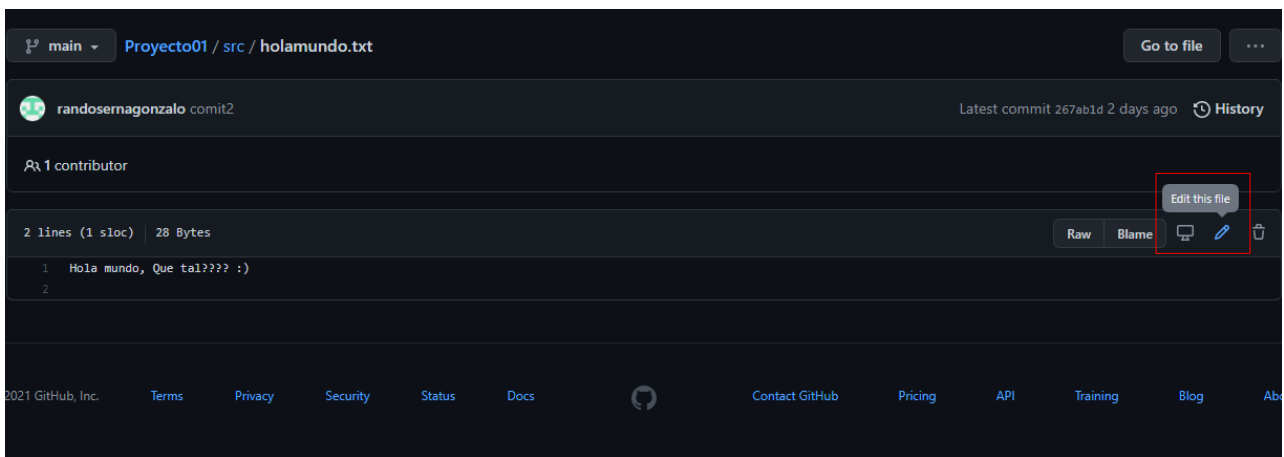 main Proyecto01 / src / holamundo.txt Go to file ...
randosernagonzalo comit2 Latest commit 267ab1d 2 days ago History
1 contributor
Edit this file
2 lines (1 sloc) 28 Bytes Raw Blame
1 Hola mundo, Que tal???? :)
2
2021 GitHub, Inc. Terms Privacy Security Status Docs Contact GitHub Pricing API Training Blog